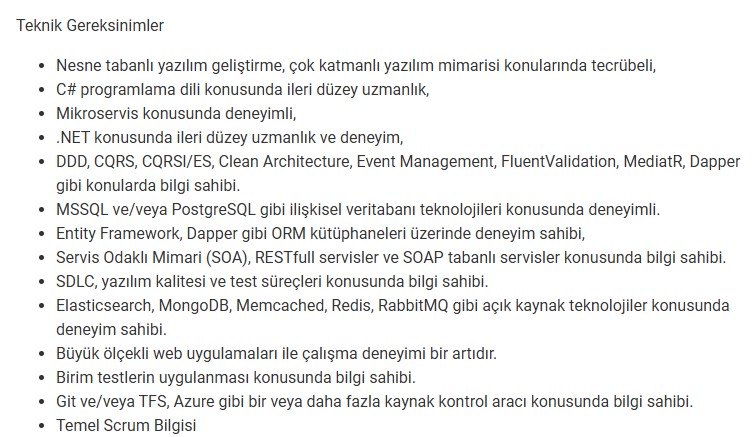 Teknik Gereksinimler
• Nesne tabanlı yazılım geliştirme, çok katmanlı yazılım mimarisi konularında tecrübeli,
• C# programlama dili konusunda ileri düzey uzmanlık,
• Mikroservis konusunda deneyimli,
• .NET konusunda ileri düzey uzmanlık ve deneyim,
• DDD, CQRS, CQRSI/ES, Clean Architecture, Event Management, FluentValidation, MediatR, Dapper
gibi konularda bilgi sahibi.
• MSSQL ve/veya PostgreSQL gibi ilişkisel veritabanı teknolojileri konusunda deneyimli.
• Entity Framework, Dapper gibi ORM kütüphaneleri üzerinde deneyim sahibi,
• Servis Odaklı Mimari (SOA), RESTfull servisler ve SOAP tabanlı servisler konusunda bilgi sahibi.
• SDLC, yazılım kalitesi ve test süreçleri konusunda bilgi sahibi.
• Elasticsearch, MongoDB, Memcached, Redis, RabbitMQ gibi açık kaynak teknolojiler konusunda
deneyim sahibi.
• Büyük ölçekli web uygulamaları ile çalışma deneyimi bir artıdır.
• Birim testlerin uygulanması konusunda bilgi sahibi.
• Git ve/veya TFS, Azure gibi bir veya daha fazla kaynak kontrol aracı konusunda bilgi sahibi.
• Temel Scrum Bilgisi